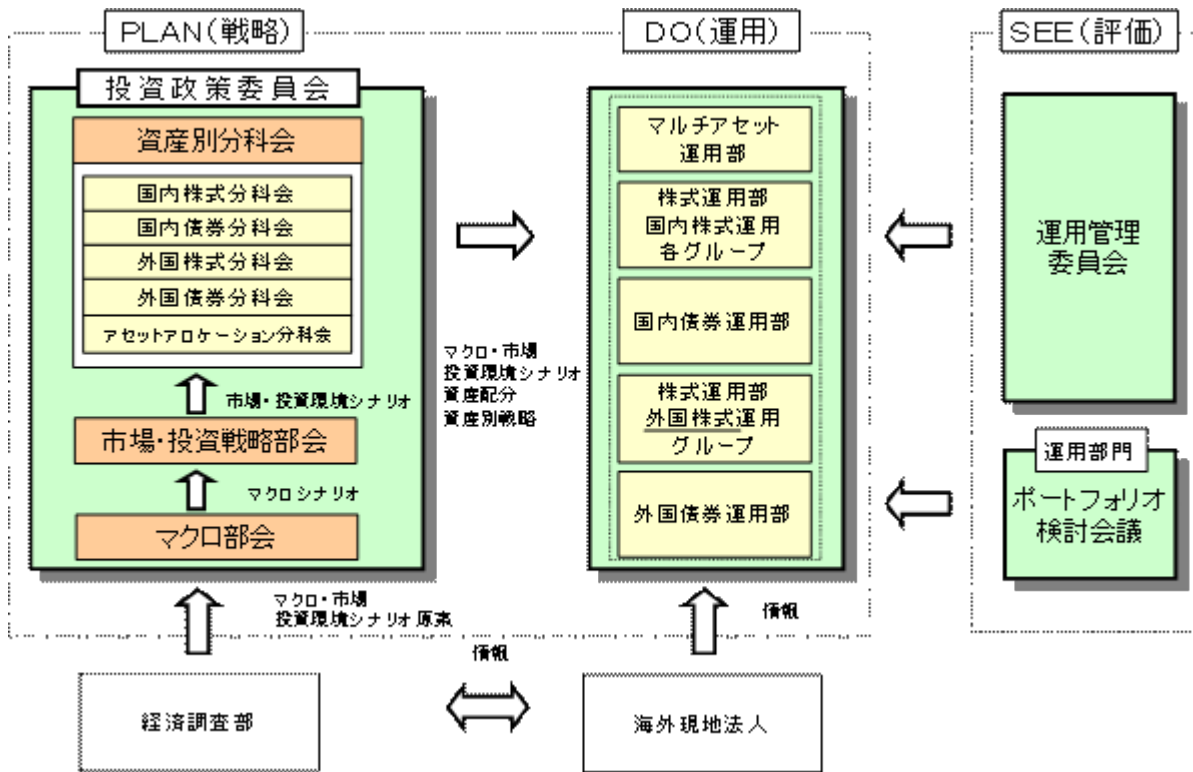 PLAN(戦略)
投資政策委員会
資産別分科会
国内株式分科会
国内債券分科会
外国株式分科会
外国債券分科会
アセットアロケーション分科会
市場・投資環境シナリオ
市場・投資戦略部会
マクロシナリオ
マクロ部会
マクロ・市場
投資環境シナリオ原案
経済調査部
マクロ・市場
投資環境シナリオ
資産配分
資産別戦略
DO(運用)
マルチアセット
運用部
株式運用部
国内株式運用
各グループ
国内債券運用部
株式運用部
外国株式運用
グループ
外国債券運用部
情報
情報
海外現地法人
SEE(評価)
運用管理
委員会
運用部門
ポートフォリオ
検討会議